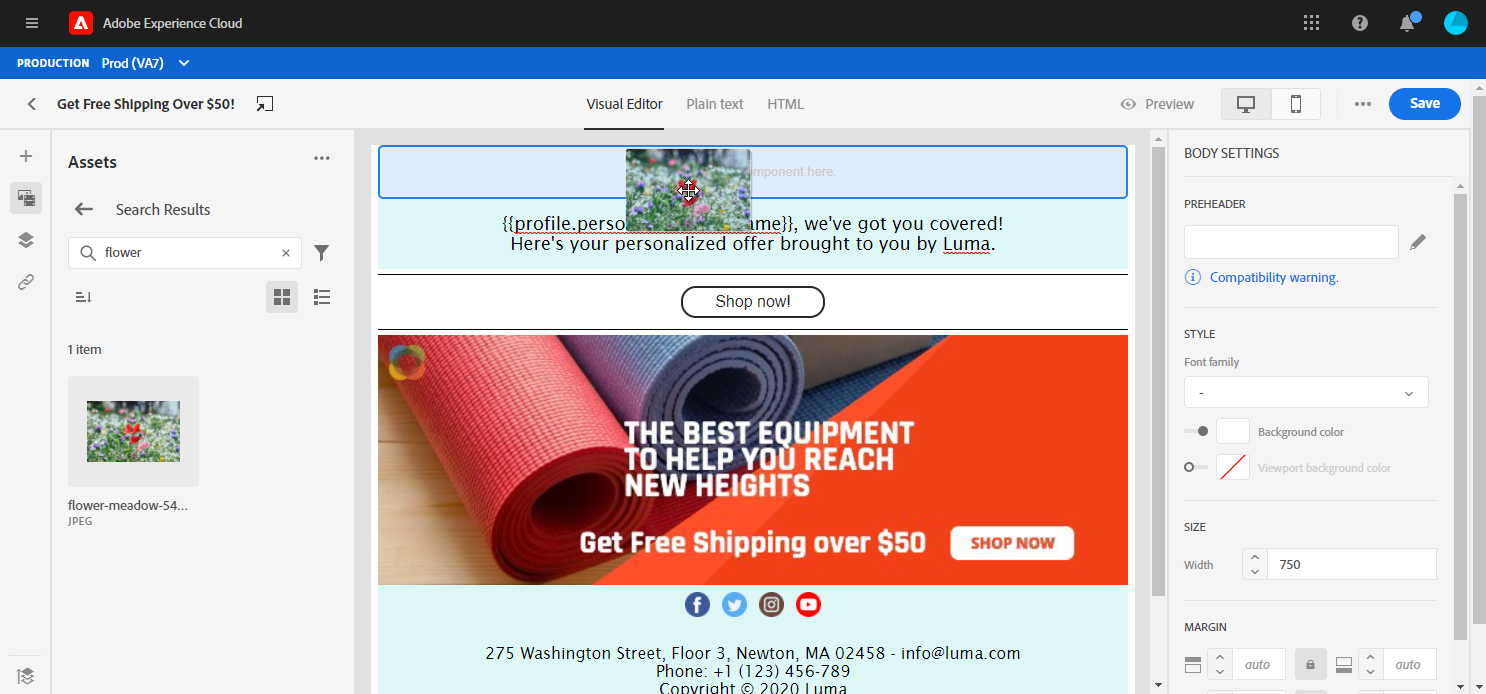 Adobe Experience Cloud
PRODUCTION Prod (VA7)
Get Free Shipping Over $50!
Visual Editor Plain text HTML
Preview
Save
Assets
Search Results
flower
1 item
flower-meadow-54...
JPEG
mponent here.
{{profile.perso ame}}, we've got you covered!
Here's your personalized offer brought to you by Luma.
Shop now!
THE BEST EQUIPMENT
TO HELP YOU REACH
NEW HEIGHTS
Get Free Shipping over $50 SHOP NOW
275 Washington Street, Floor 3, Newton, MA 02458 - info@luma.com
Phone: +1 (123) 456-789
Copyright © 2020 Luma
BODY SETTINGS
PREHEADER
Compatibility warning.
STYLE
Font family
-
Background color
Viewport background color
SIZE
Width 750
MARGIN
auto auto